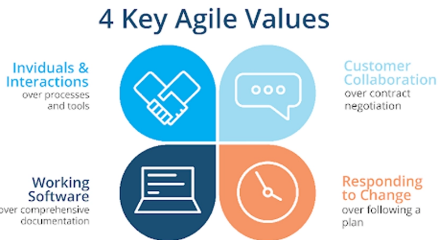 4 Key Agile Values
Inviduals &
Interactions
over processes
and tools
Customer
Collaboration
over contract
negotiation
Working
Software
over comprehensive
documentation
Responding
to Change
over following a
plan